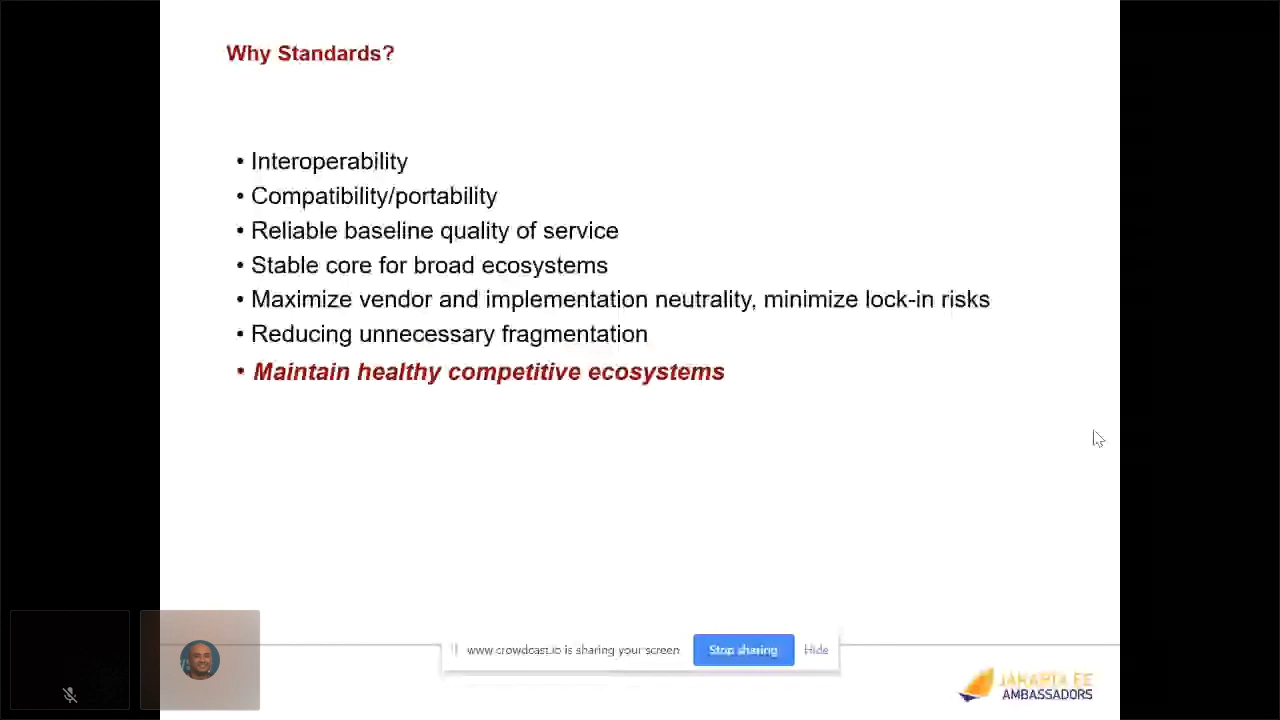 Why Standards?
• Interoperability
• Compatibility/portability
• Reliable baseline quality of service
• Stable core for broad ecosystems
• Maximize vendor and implementation neutrality, minimize lock-in risks
• Reducing unnecessary fragmentation
• Maintain healthy competitive ecosystems
www.crowdcast.io is sharing your screen Stop sharing Hide
JAKARTA EE
AMBASSADORS